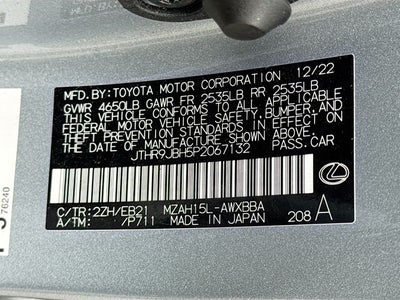 MFD. BY: TOYOTA MOTOR CORPORATION 12/22
GVWR 4650LB GAWR FR 2535LB RR 2535LB
THIS VEHICLE CONFORMS TO ALL APPLICABLE
FEDERAL MOTOR VEHICLE SAFETY, BUMPER,
AND THEFT PREVENTION STANDARDS IN EFFECT
ON THE DATE OF MANUFACTURE SHOWN ABOVE.
JTHR9JBH5P2067132 PASS.CAR
C/TR: 2ZH/EB21 MZAH15L-AWXBBA
A/TM: /P711 MADE IN JAPAN 208 A
76240